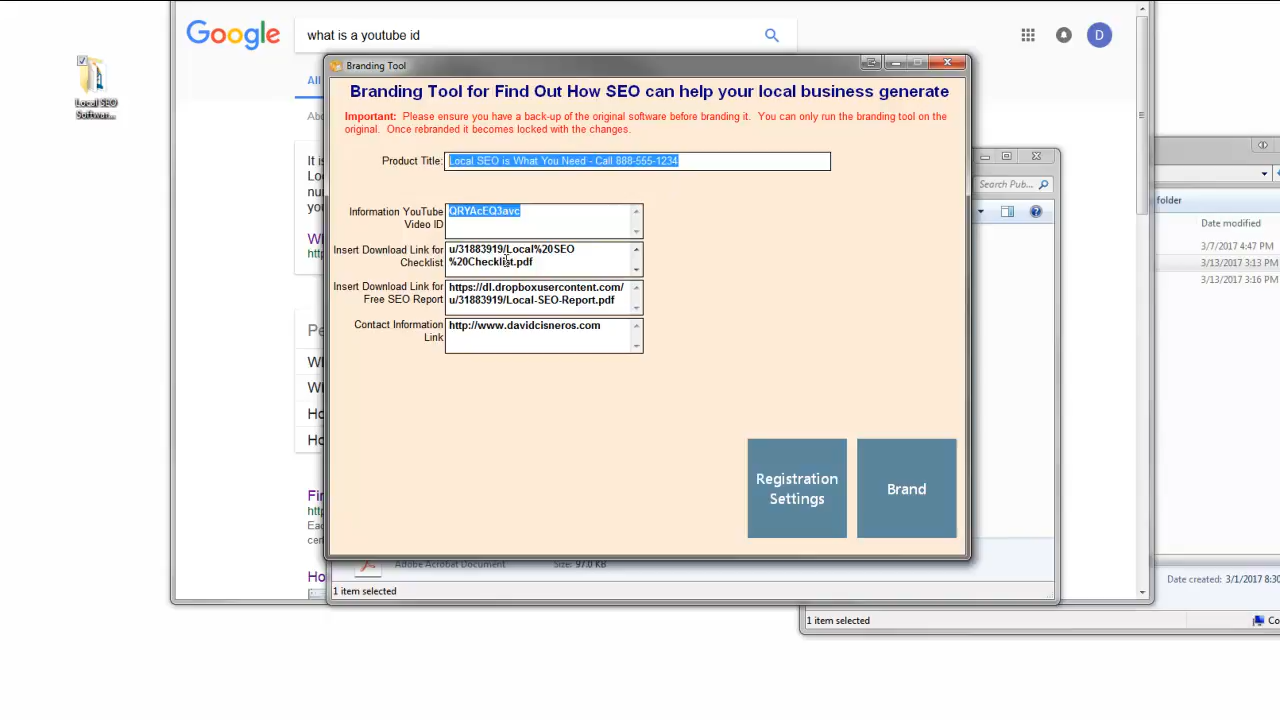 Google
what is a youtube id
D
All
Local SEO
Softwar...
Branding Tool
Branding Tool for Find Out How SEO can help your local business generate
Important: Please ensure you have a back-up of the original software before branding it. You can only run the branding tool on the
original. Once rebranded it becomes locked with the changes.
Product Title:
Local SEO is What You Need - Call 888-555-1234
Information YouTube
Video ID
QRYAcEQ3avc
Insert Download Link for
Checklist
u/31883919/Local%20SEO
%20Checklist.pdf
Insert Download Link for
Free SEO Report
https://dl.dropboxusercontent.com/
u/31883919/Local-SEO-Report.pdf
Contact Information
Link
http://www.davidcisneros.com
Registration
Settings
Brand
Search Pub...
folder
Date modified
3/7/2017 4:47 PM
3/13/2017 3:13 PM
3/13/2017 3:16 PM
Adobe Acrobat Document
Size: 97.0 KB
1 item selected
Date created: 3/1/2017 8:30
1 item selected
Co